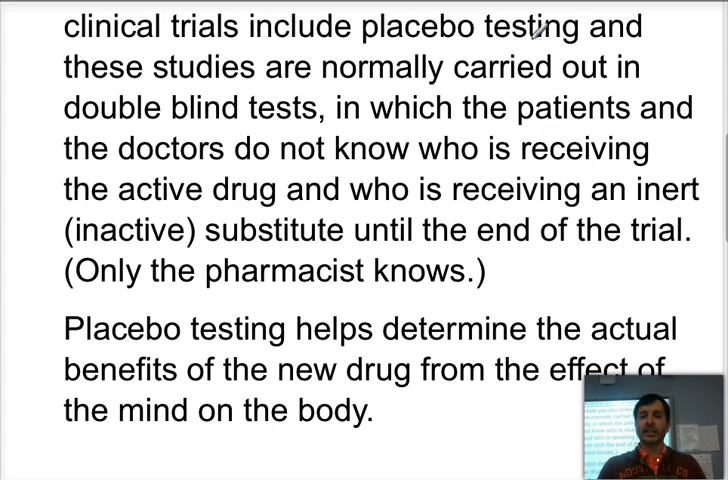 clinical trials include placebo testing and
these studies are normally carried out in
double blind tests, in which the patients and
the doctors do not know who is receiving
the active drug and who is receiving an inert
(inactive) substitute until the end of the trial.
(Only the pharmacist knows.)
Placebo testing helps determine the actual
benefits of the new drug from the effect of
the mind on the body.